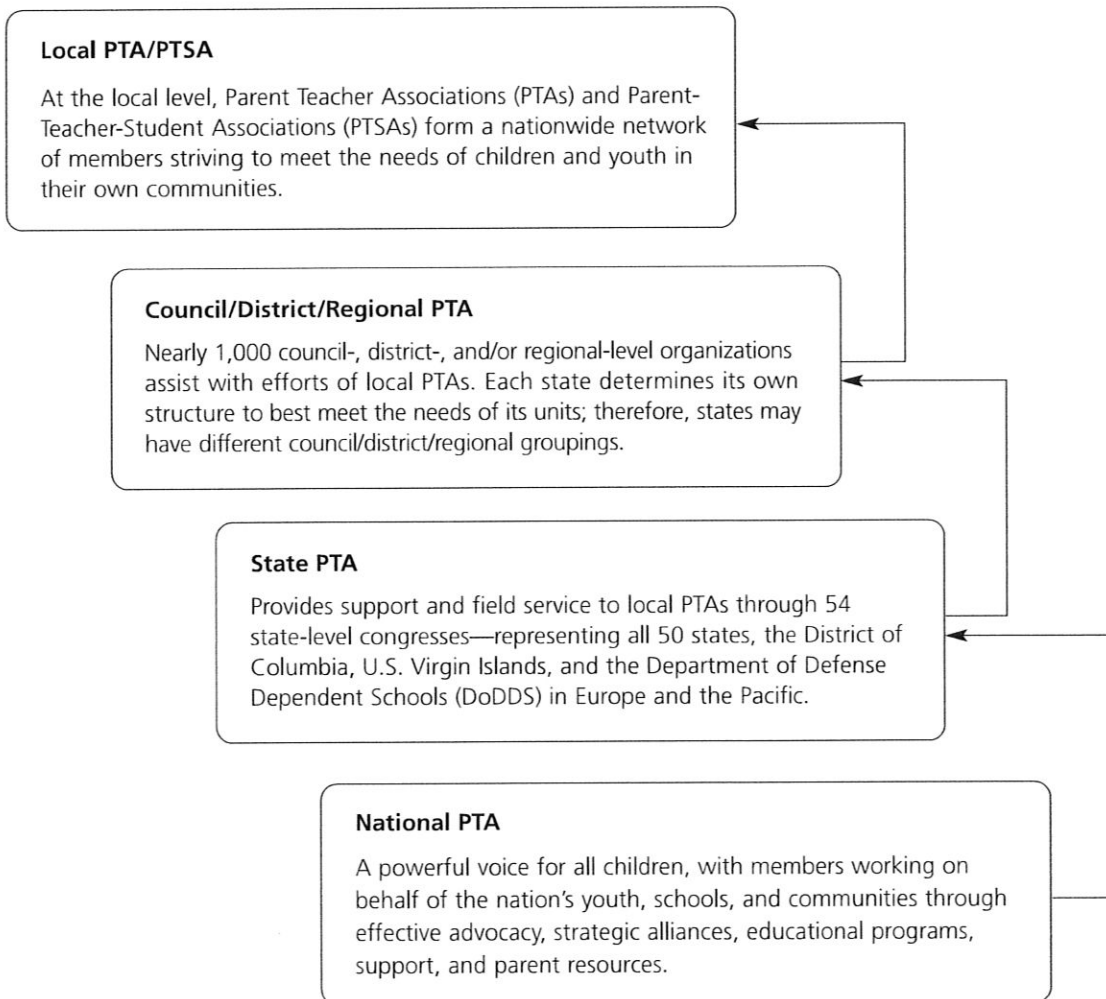 Local PTA/PTSA
At the local level, Parent Teacher Associations (PTAs) and Parent-
Teacher-Student Associations (PTSAs) form a nationwide network
of members striving to meet the needs of children and youth in
their own communities.
Council/District/Regional PTA
Nearly 1,000 council-, district-, and/or regional-level organizations
assist with efforts of local PTAs. Each state determines its own
structure to best meet the needs of its units; therefore, states may
have different council/district/regional groupings.
State PTA
Provides support and field service to local PTAs through 54
state-level congresses—representing all 50 states, the District of
Columbia, U.S. Virgin Islands, and the Department of Defense
Dependent Schools (DoDDS) in Europe and the Pacific.
National PTA
A powerful voice for all children, with members working on
behalf of the nation's youth, schools, and communities through
effective advocacy, strategic alliances, educational programs,
support, and parent resources.